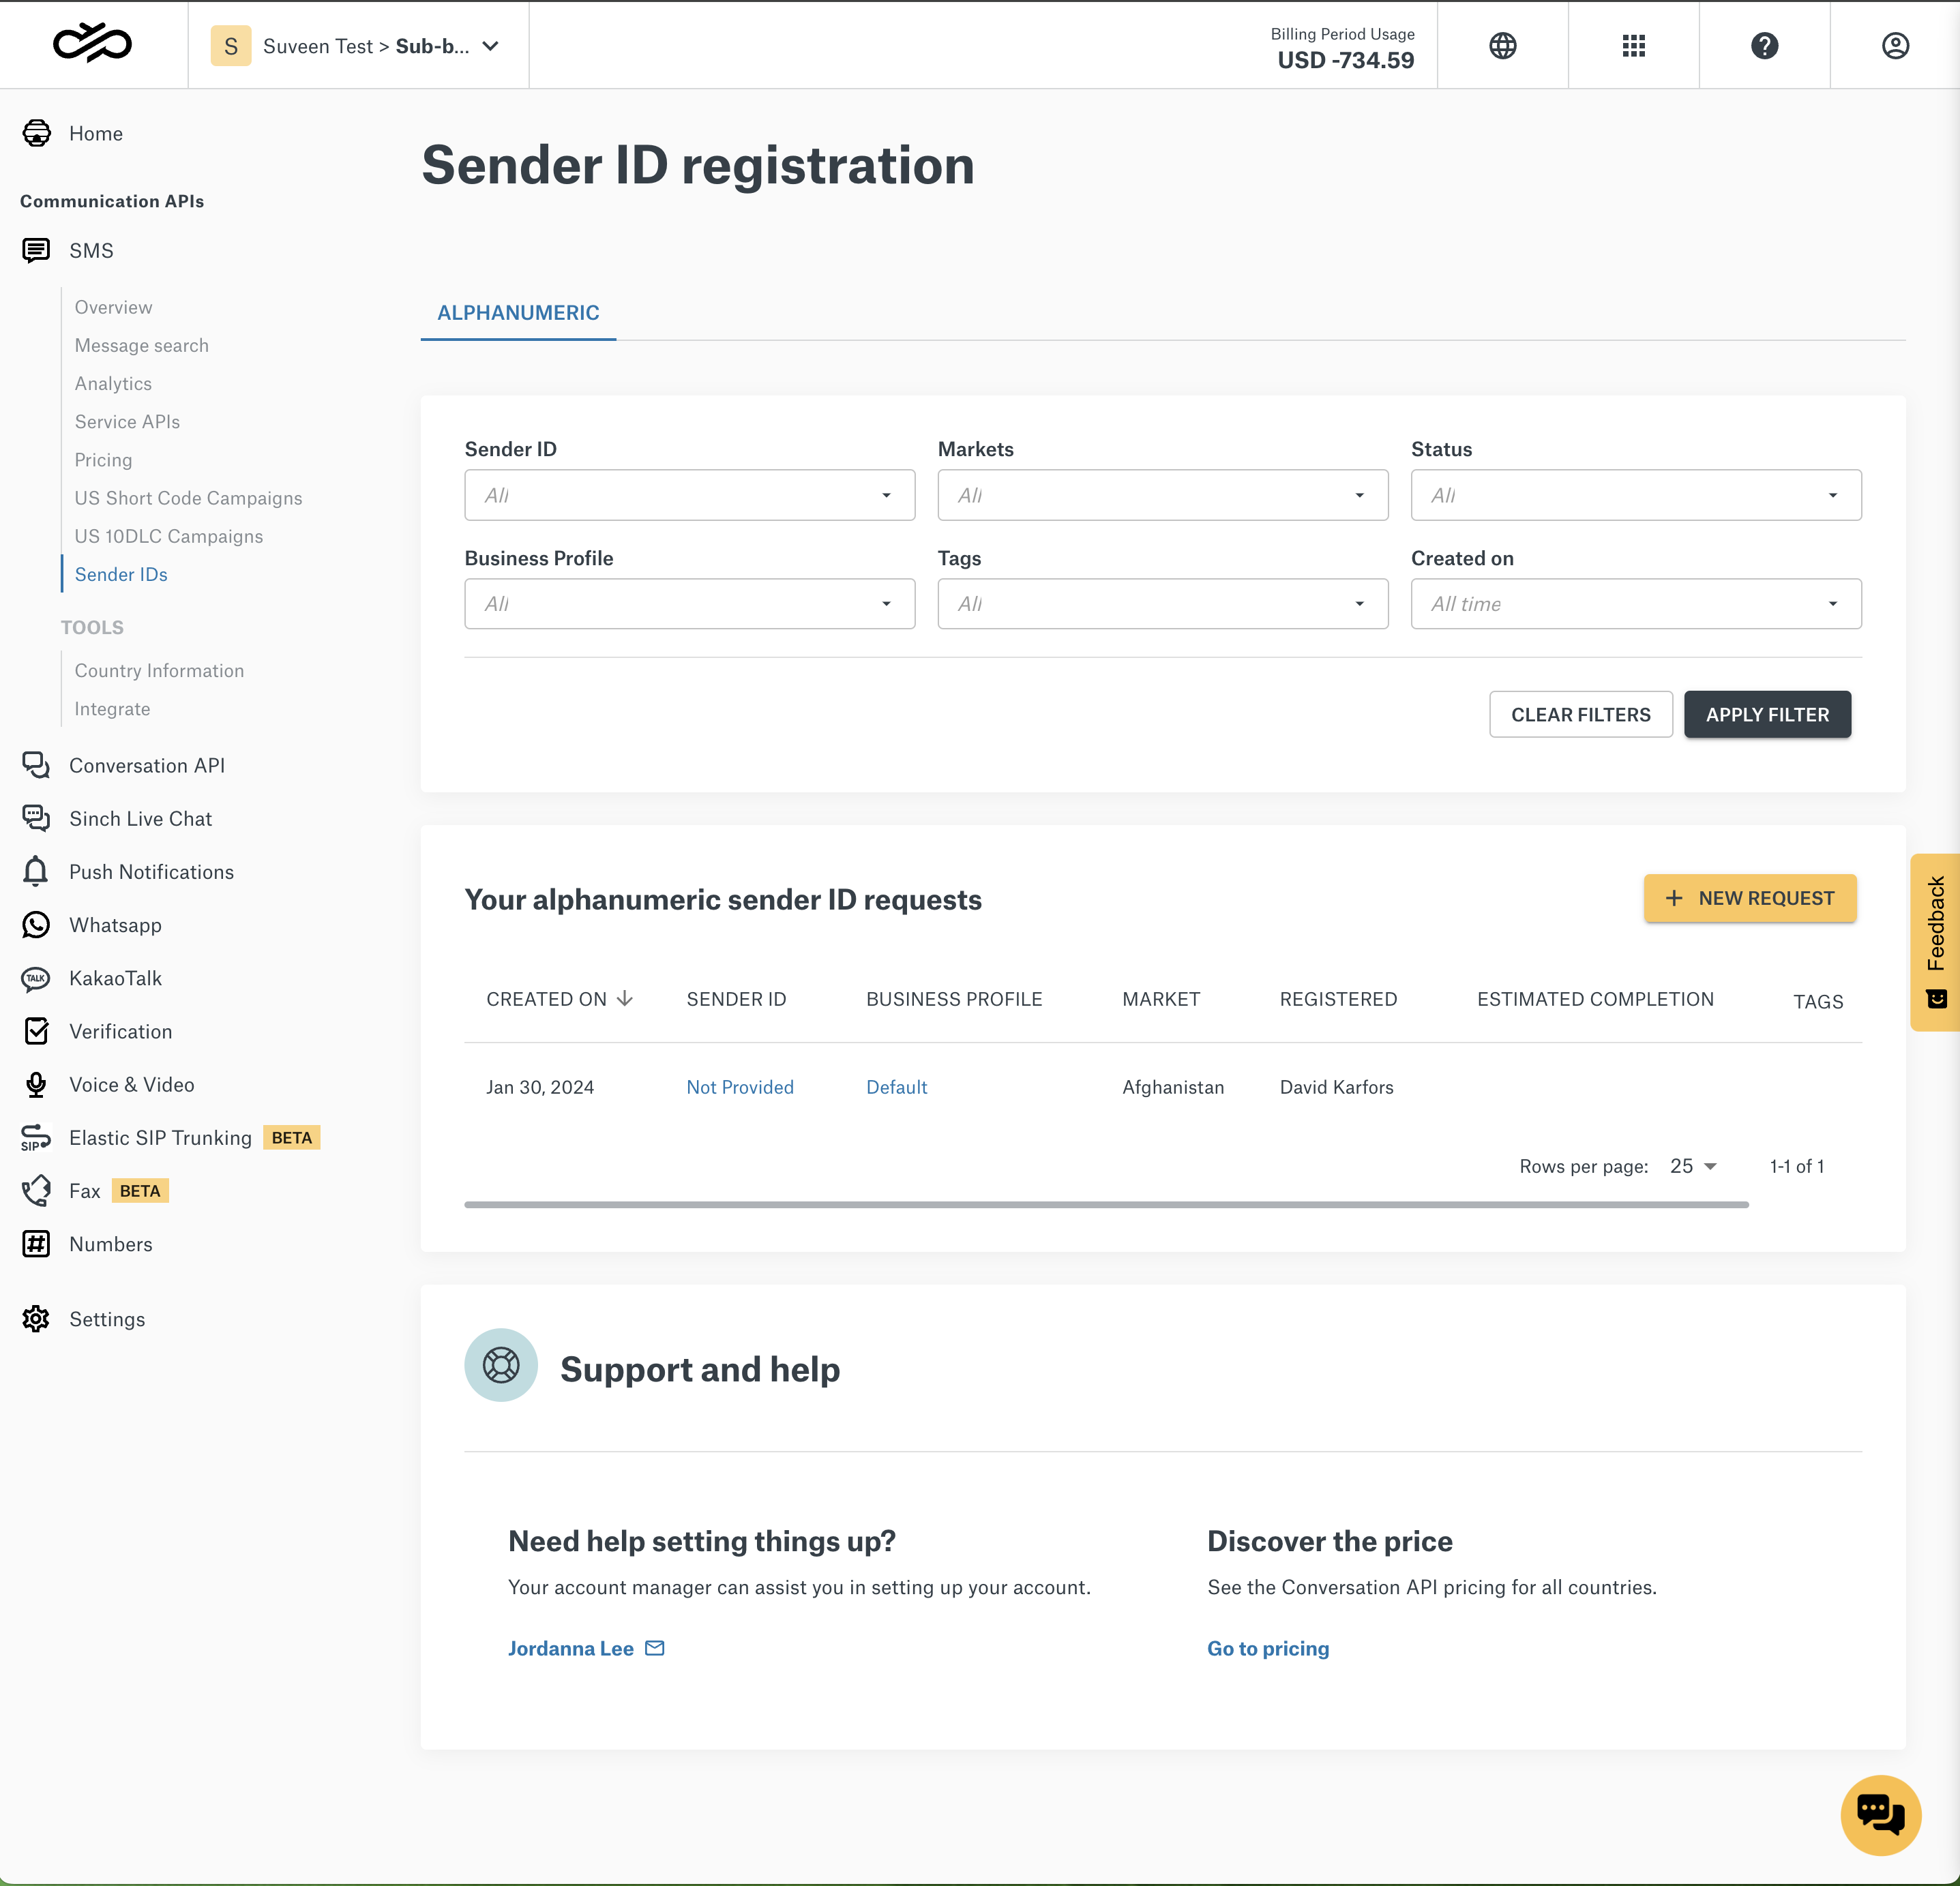 S Suveen Test > Sub-b...
Billing Period Usage
USD -734.59
Home
Communication APIs
SMS
Overview
Message search
Analytics
Service APIs
Pricing
US Short Code Campaigns
US 10DLC Campaigns
Sender IDs
TOOLS
Country Information
Integrate
Conversation API
Sinch Live Chat
Push Notifications
Whatsapp
TALK KakaoTalk
Verification
Voice & Video
SIP Elastic SIP Trunking BETA
Fax BETA
Numbers
Settings
Sender ID registration
ALPHANUMERIC
Sender ID Markets Status
All All All
Business Profile Tags Created on
All All All time
CLEAR FILTERS APPLY FILTER
Your alphanumeric sender ID requests + NEW REQUEST
CREATED ON SENDER ID BUSINESS PROFILE MARKET REGISTERED ESTIMATED COMPLETION TAGS
Jan 30, 2024 Not Provided Default Afghanistan David Karfors
Rows per page: 25 1-1 of 1
Support and help
Need help setting things up?
Your account manager can assist you in setting up your account.
Jordanna Lee
Discover the price
See the Conversation API pricing for all countries.
Go to pricing
Feedback